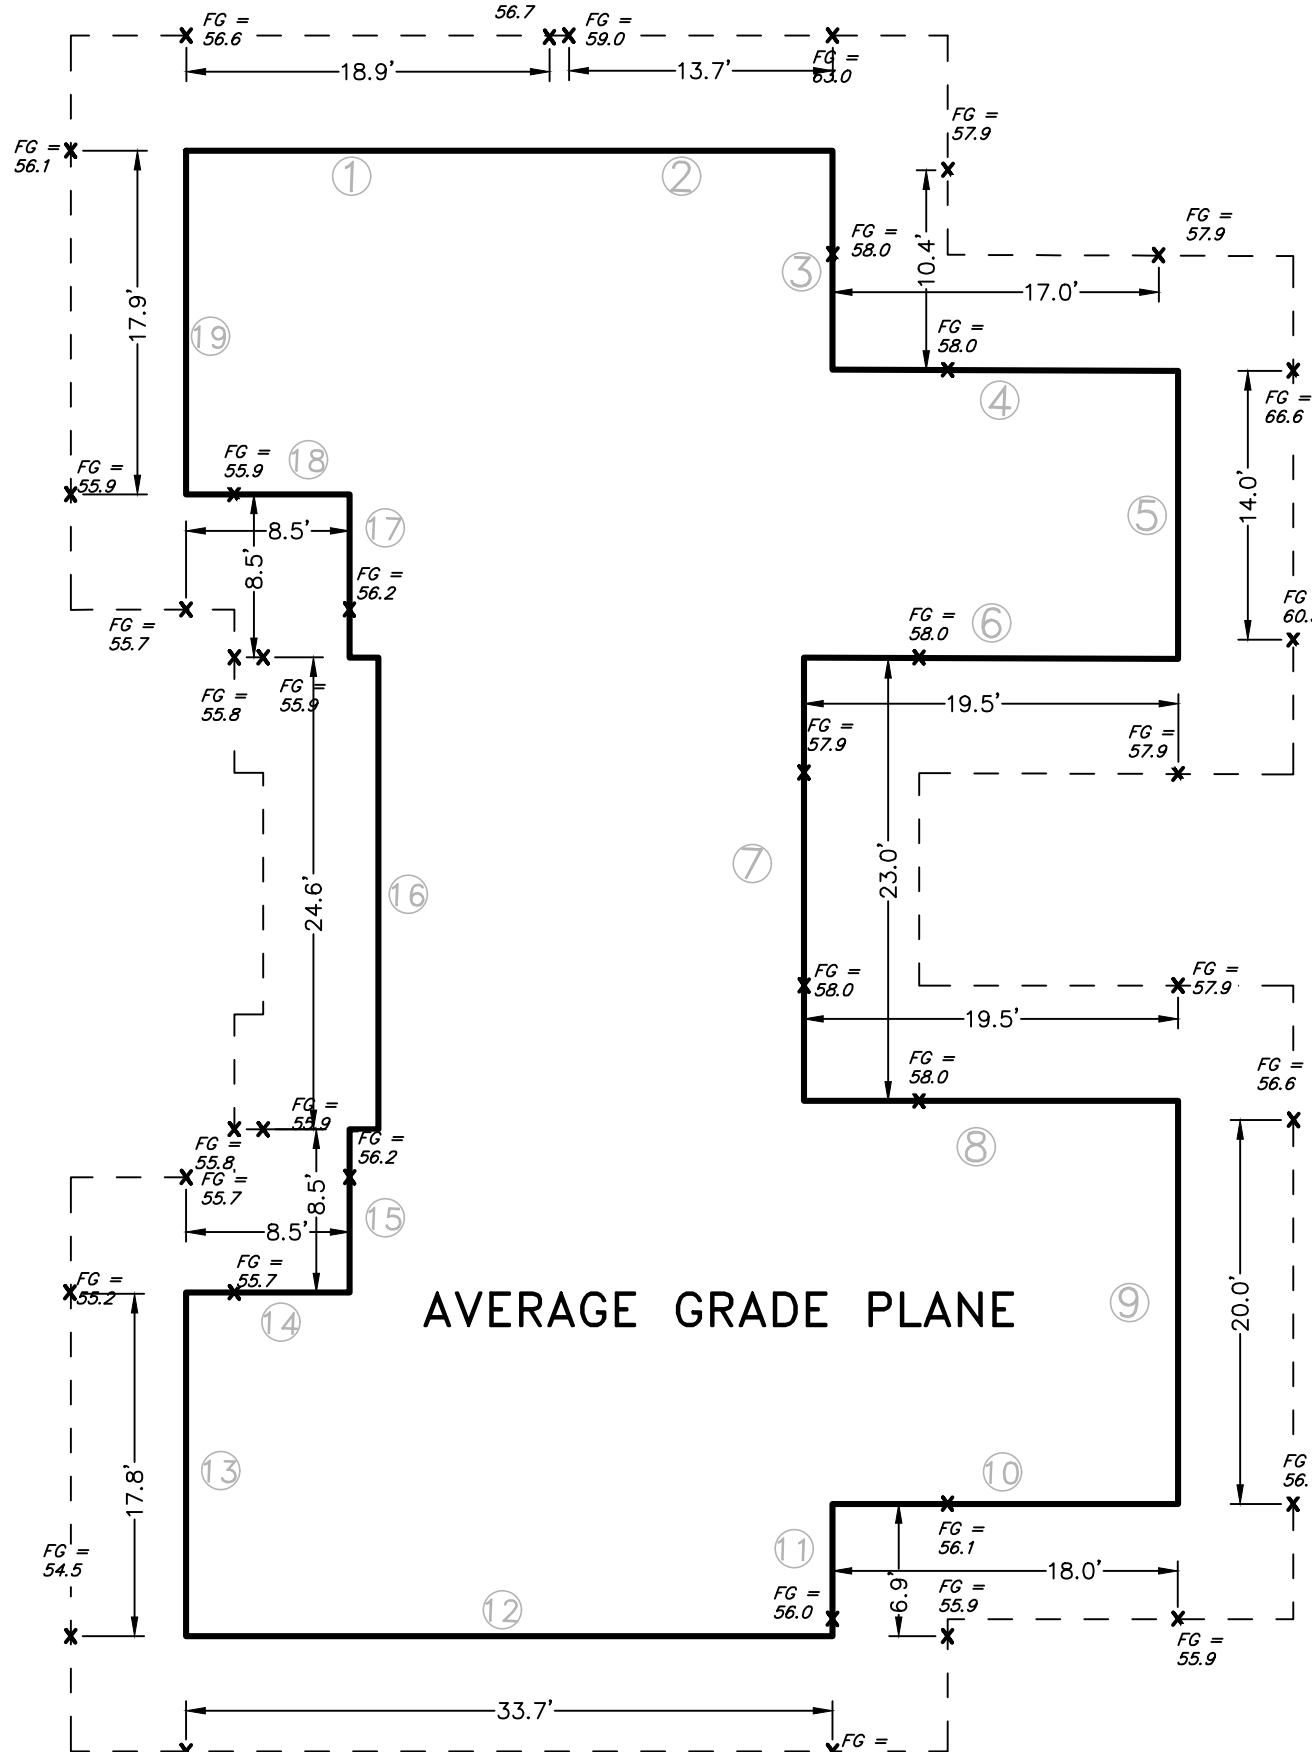 56.7
FG =
56.6
FG =
59.0
18.9'
13.7'
FG =
63.0
FG =
57.9
FG =
56.1
1
2
FG =
57.9
FG =
58.0
3
10.4'
17.0'
17.9'
19
FG =
58.0
4
FG =
66.6
FG =
55.9
18
FG =
55.9
17
8.5'
8.5'
14.0'
5
FG =
56.2
FG
FG =
55.7
FG =
58.0
6
FG =
55.8
FG =
55.9
19.5'
FG =
57.9
FG =
57.9
7
23.0'
24.6'
16
FG =
58.0
FG =
57.9
19.5'
FG =
58.0
FG =
56.6
FG =
55.9
FG =
55.8
FG =
56.2
8
55.7
8.5'
15
8.5'
FG =
55.2
FG =
55.7
14
AVERAGE GRADE PLANE
9
20.0'
13
17.8'
10
FG
56.
FG =
56.1
11
FG =
54.5
18.0'
6.9'
FG =
56.0
FG =
55.9
12
FG =
55.9
33.7'
FG =